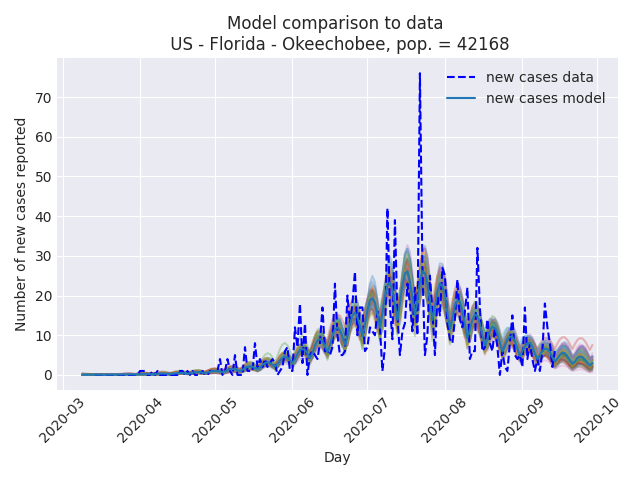 Model comparison to data
US - Florida - Okeechobee, pop. = 42168
new cases data
new cases model
Number of new cases reported
70
60
50
40
30
20
10
0
2020-03
2020-04
2020-05
2020-06
2020-07
2020-08
2020-09
2020-10
Day